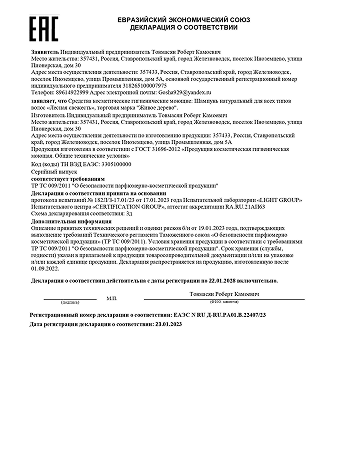 ЕАС
ЕВРАЗИЙСКИЙ ЭКОНОМИЧЕСКИЙ СОЮЗ
ДЕКЛАРАЦИЯ О СООТВЕТСТВИИ
Заявитель Индивидуальный предприниматель Томасян Роберт Камоевич
Место жительства: 357431, Россия, Ставропольский край, город Железноводск, поселок Иноземцево, улица
Пионерская, дом 30
Адрес места осуществления деятельности: 357433, Россия, Ставропольский край, город Железноводск,
поселок Иноземцево, улица Промышленная, дом 5А, основной государственный регистрационный номер
индивидуального предпринимателя 318265100007975
Телефон: 89614922999 Адрес электронной почты: Gosha929@yandex.ru
заявляет, что Средства косметические гигиенические моющие: Шампунь натуральный для всех типов
волос «Лесная свежесть», торговая марка "Живое дерево".
Изготовитель Индивидуальный предприниматель Томасян Роберт Камоевич
Место жительства: 357431, Россия, Ставропольский край, город Железноводск, поселок Иноземцево, улица
Пионерская, дом 30
Адрес места осуществления деятельности по изготовлению продукции: 357433, Россия, Ставропольский
край, город Железноводск, поселок Иноземцево, улица Промышленная, дом 5А
Продукция изготовлена в соответствии: с ГОСТ 31696-2012 «Продукция косметическая гигиеническая
моющая. Общие технические условия»
Код (коды) ТН ВЭД ЕАЭС: 3305100000
Серийный выпуск
соответствует требованиям
ТР ТС 009/2011 "О безопасности парфюмерно-косметической продукции"
Декларация о соответствии принята на основании
протокола испытаний № 182ЛГ/1-17.01/23 от 17.01.2023 года Испытательной лаборатории «LIGHT GROUP»
Испытательного центра «CERTIFICATION GROUP», аттестат аккредитации RA.RU.21АП63
Схема декларирования соответствия: 3д
Дополнительная информация
Описание принятых технических решений и оценки риска б/н от 19.01.2023 года, подтверждающих
выполнение требований Технического регламента Таможенного союза «О безопасности парфюмерно
косметической продукции» (ТР ТС 009/2011). Условия хранения продукции в соответствии с требованиями
ТР ТС 009/2011 "О безопасности парфюмерно-косметической продукции". Срок хранения (службы,
годности) указан в прилагаемой к продукции товаросопроводительной документации и/или на упаковке
и/или каждой единице продукции. Декларация распространяется на продукцию, изготовленную после
01.09.2022.
Декларация о соответствии действительна с даты регистрации по 22.01.2028 включительно.
Томасян Роберт Камоевич
М.П.
(подпись)
(Ф.И.О. заявителя)
Регистрационный номер декларации о соответствии: ЕАЭС N RU Д-RU.РА01.В.22407/23
Дата регистрации декларации о соответствии: 23.01.2023